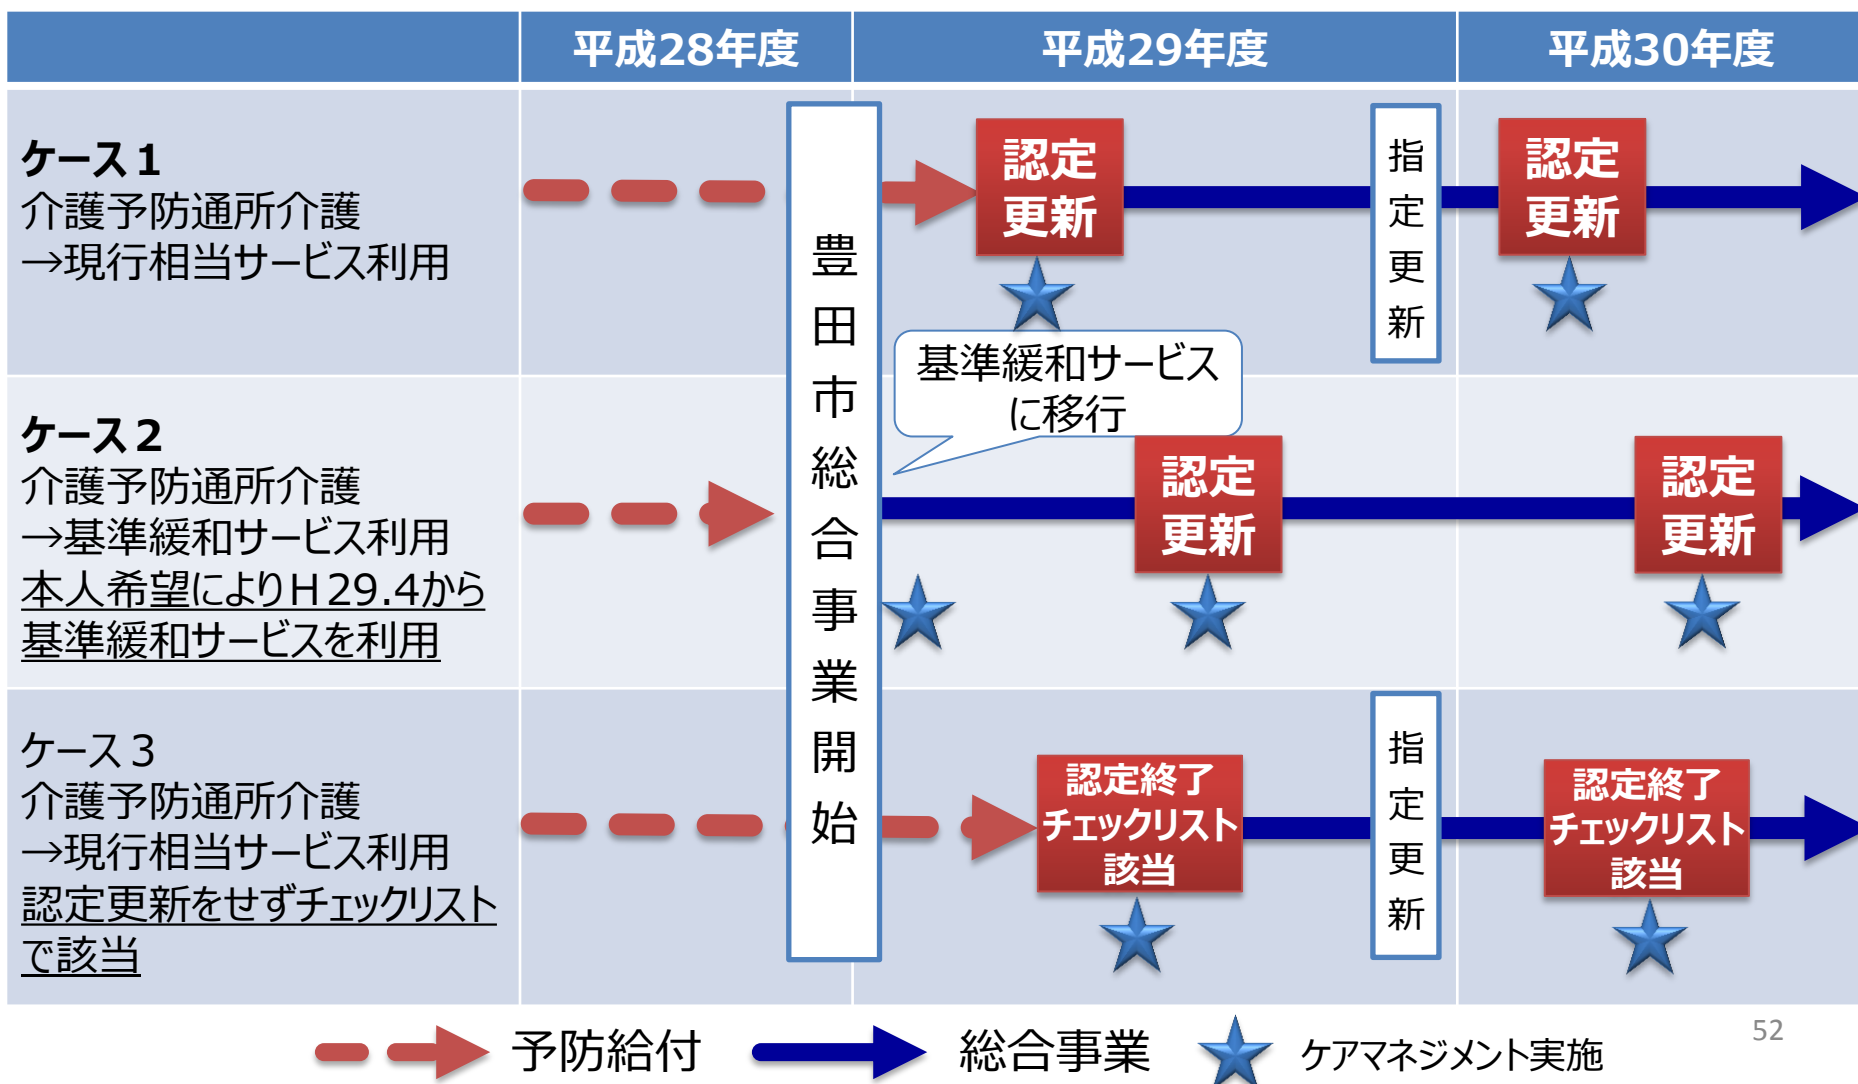 平成28年度
平成29年度
平成30年度
ケース１
介護予防通所介護
→現行相当サービス利用
認定
更新
指定更新
認定
更新
豊田市総合事業開始
基準緩和サービス
に移行
ケース２
介護予防通所介護
→基準緩和サービス利用
本人希望によりＨ29.4から
基準緩和サービスを利用
認定
更新
認定
更新
ケース３
介護予防通所介護
→現行相当サービス利用
認定更新をせずチェックリスト
で該当
認定終了
チェックリスト
該当
指定更新
認定終了
チェックリスト
該当
予防給付
総合事業
ケアマネジメント実施
52